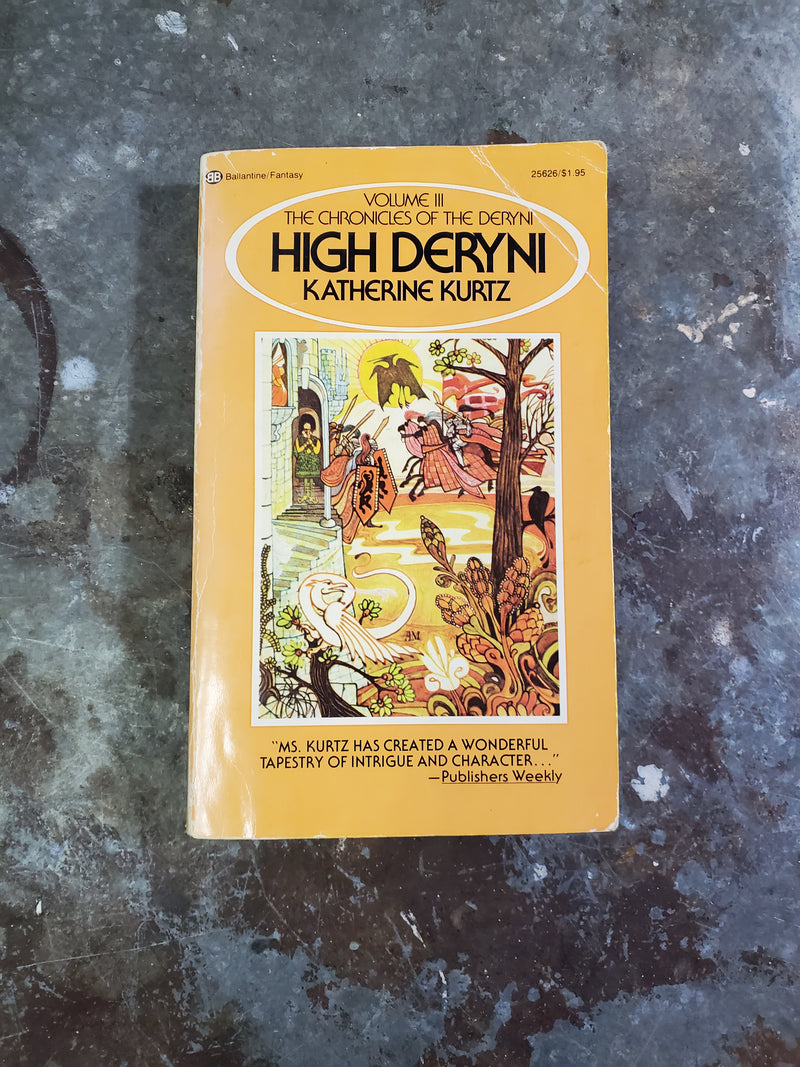 BB Ballantine/Fantasy
25626/$1.95
VOLUME III
THE CHRONICLES OF THE DERYNI
HIGH DERYNI
KATHERINE KURTZ
AM
"MS. KURTZ HAS CREATED A WONDERFUL
TAPESTRY OF INTRIGUE AND CHARACTER..."
—Publishers Weekly